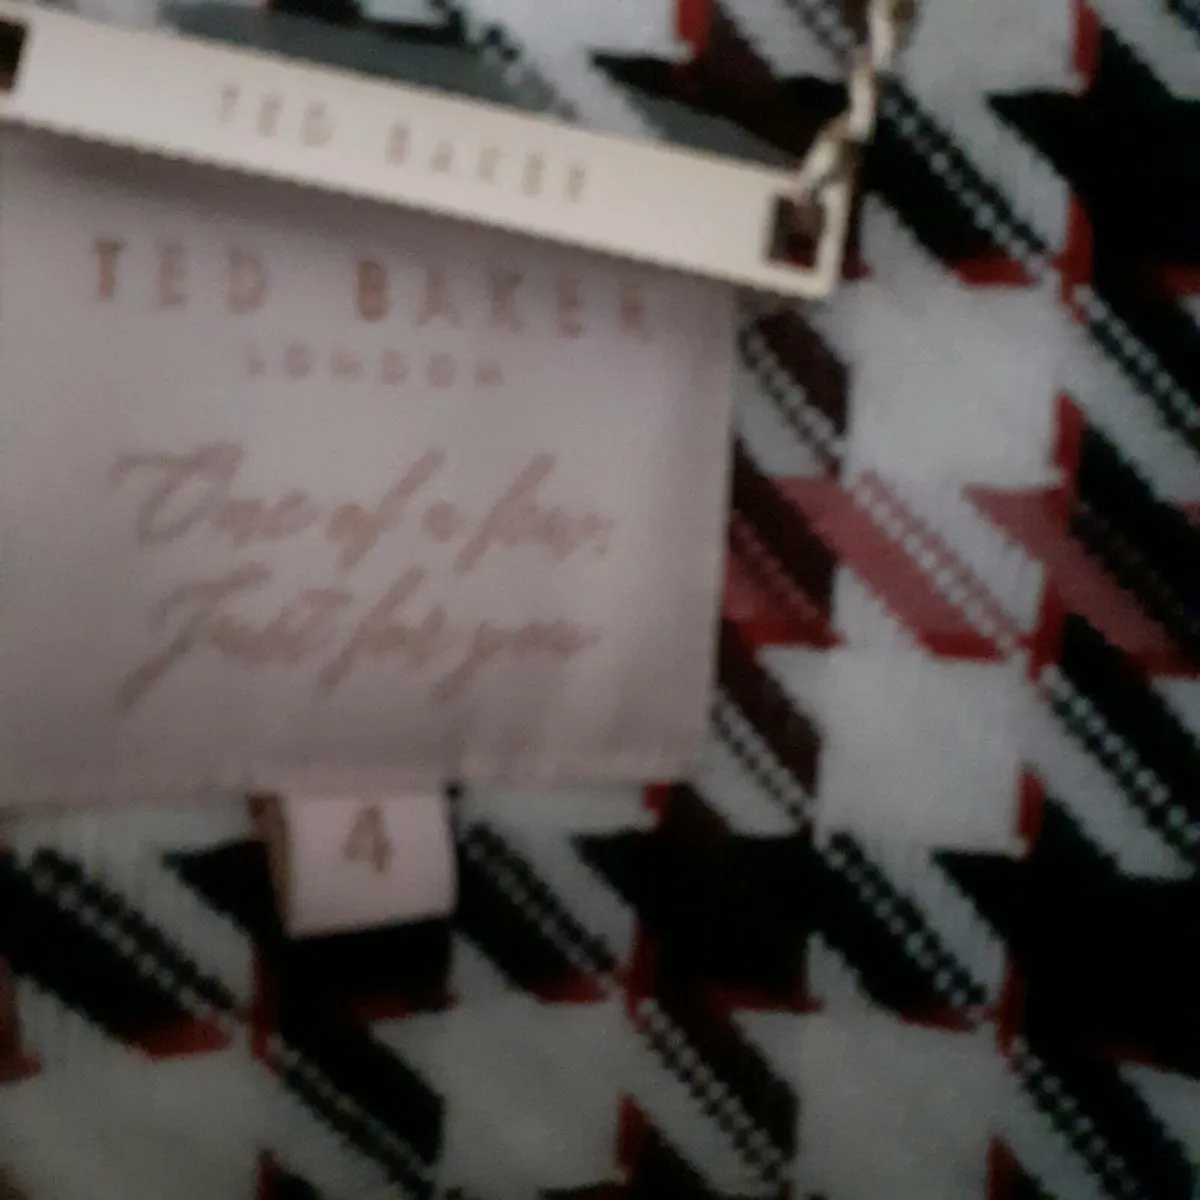 TED BAKER
TED BAKER
LONDON
One of a few.
Just for you
4